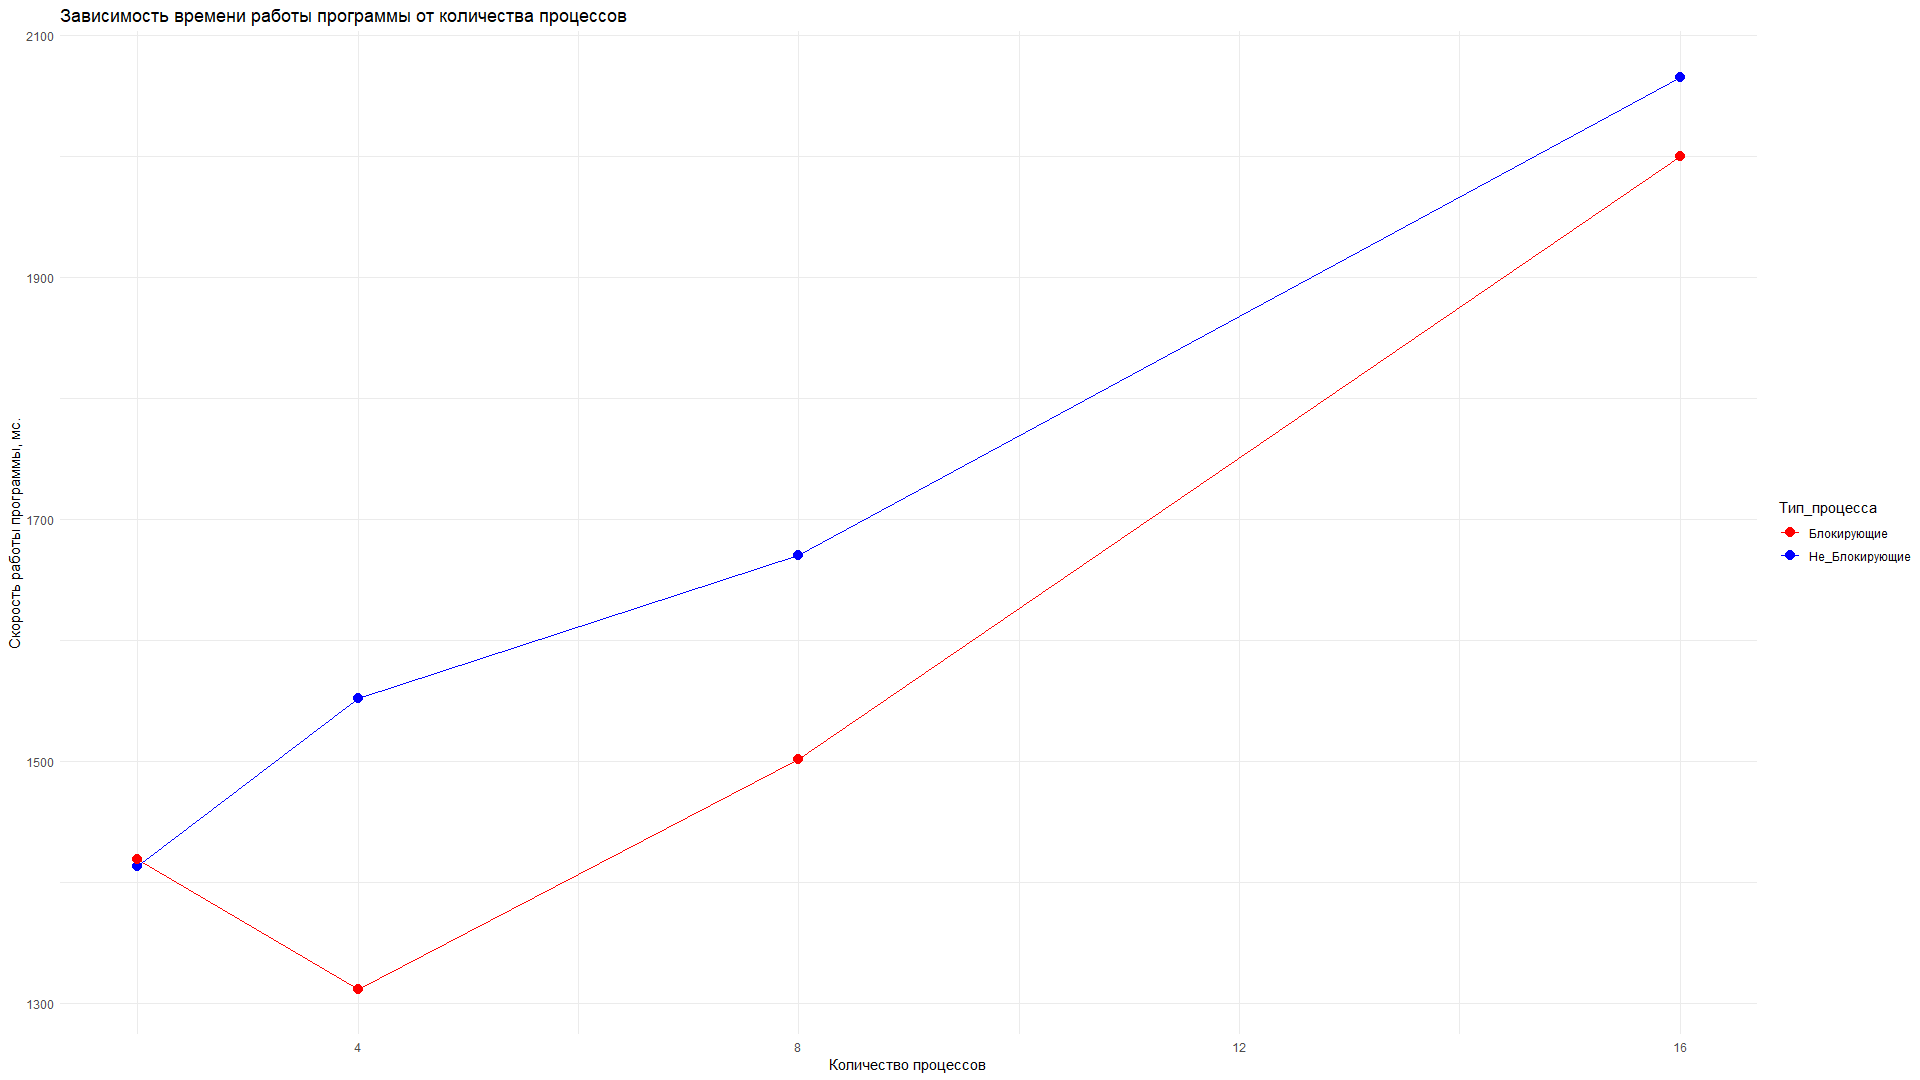 Зависимость времени работы программы от количества процессов
2100
1900
1700
1500
1300
Скорость работы программы, мс.
4
8
12
16
Количество процессов
Тип_процесса
Блокирующие
Не_Блокирующие